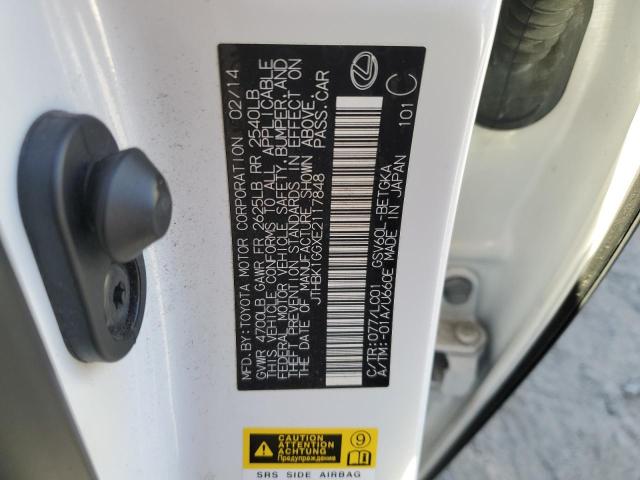 MFD. BY: TOYOTA MOTOR CORPORATION 02/14
GVWR 4700LB GAWR FR 2625LB RR 2540LB
THIS VEHICLE CONFORMS TO ALL APPLICABLE
FEDERAL MOTOR VEHICLE SAFETY, BUMPER, AND
THEFT PREVENTION STANDARDS IN EFFECT ON
THE DATE OF MANUFACTURE SHOWN ABOVE.
JTHBK1GGXE2117848 PASS.CAR
C/TR:077/LC01 GSV60L-BETGKA
A/TM:-01A/U660E MADE IN JAPAN
101 C
CAUTION
ATTENTION
ACHTUNG
Предупреждение
9
SRS SIDE AIRBAG